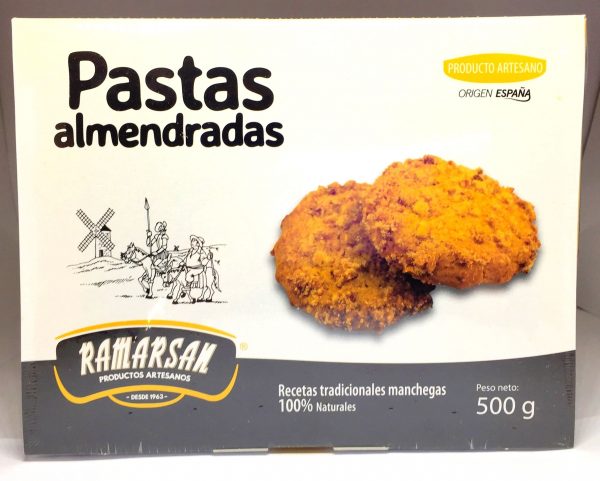 Pastas
almendradas
PRODUCTO ARTESANO
ORIGEN ESPAÑA
RAMARSAN
®
PRODUCTOS ARTESANOS
- DESDE 1963 -
Recetas tradicionales manchegas
100% Naturales
Peso neto:
500 g